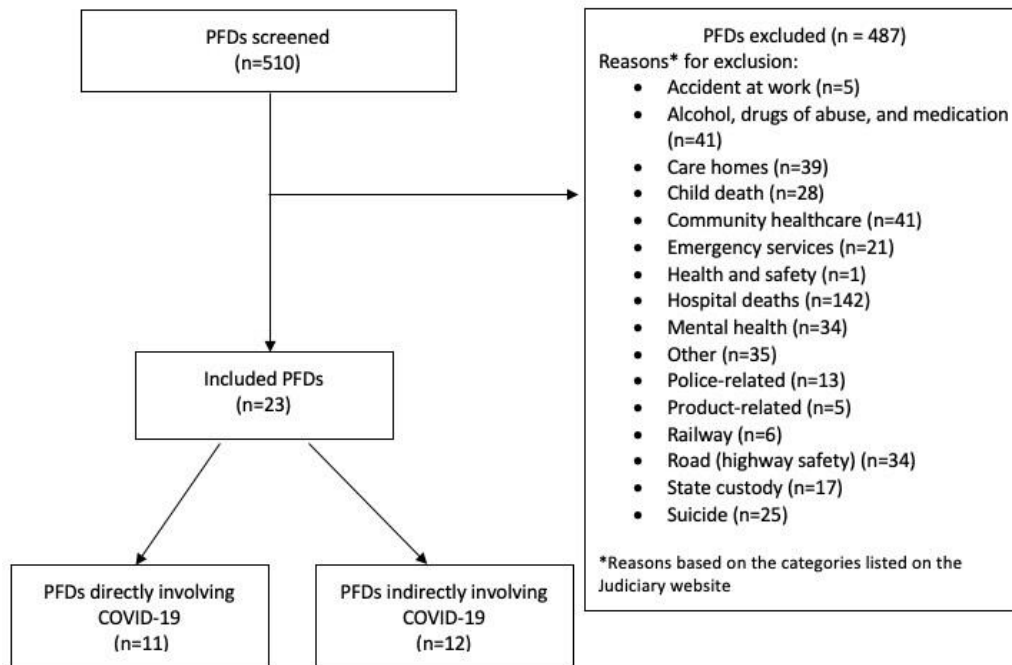 PFDs screened
(n=510)
PFDs excluded (n = 487)
Reasons* for exclusion:
• Accident at work (n=5)
• Alcohol, drugs of abuse, and medication
(n=41)
• Care homes (n=39)
• Child death (n=28)
• Community healthcare (n=41)
• Emergency services (n=21)
• Health and safety (n=1)
• Hospital deaths (n=142)
• Mental health (n=34)
• Other (n=35)
• Police-related (n=13)
• Product-related (n=5)
• Railway (n=6)
• Road (highway safety) (n=34)
• State custody (n=17)
• Suicide (n=25)
*Reasons based on the categories listed on the
Judiciary website
Included PFDs
(n=23)
PFDs directly involving
COVID-19
(n=11)
PFDs indirectly involving
COVID-19
(n=12)